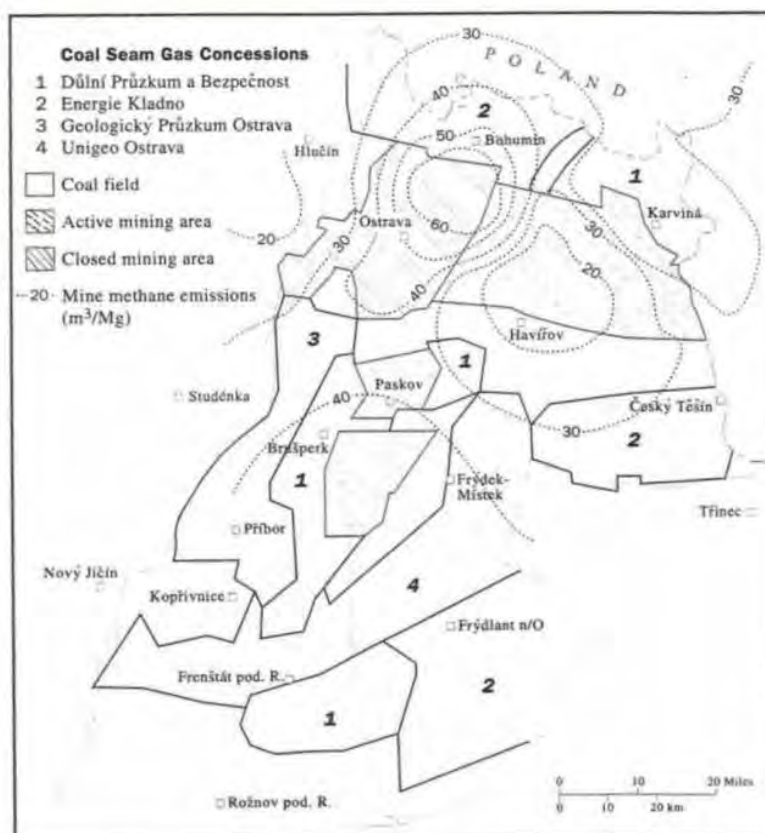 Coal Seam Gas Concessions
1 Důlní Průzkum a Bezpečnost
2 Energie Kladno
3 Geologický Průzkum Ostrava
4 Unigeo Ostrava
Coal field
Active mining area
Closed mining area
20 Mine methane emissions
(m³/Mg)
30
POLAND
30
40
2
50
Bohumín
Hlučín
1
Karviná
Ostrava
60
20
30
30
20
40
3
Havířov
1
Studénka
Paskov
40
Český Těšín
30
2
Brušperk
1
Frýdek-
Místek
Třinec
Příbor
Nový Jičín
4
Kopřivnice
Frýdlant n/O
Frenštát pod. R.
2
1
0 10 20 Miles
0 10 20 km
Rožnov pod. R.